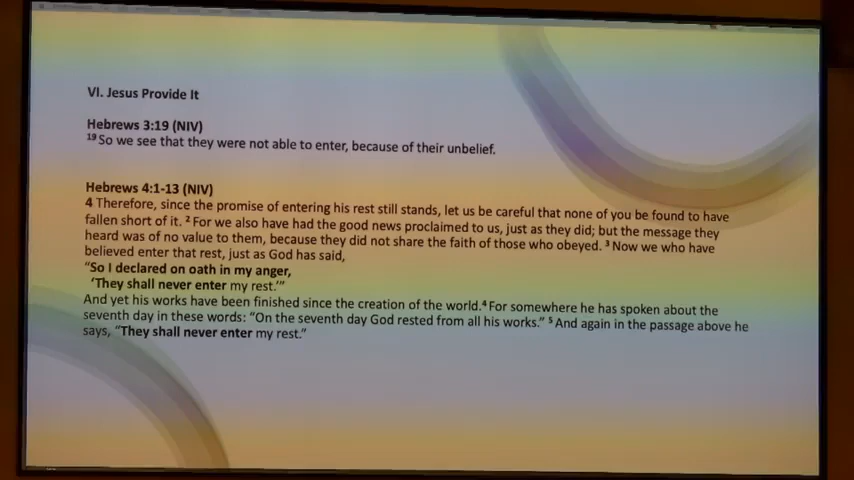 VI. Jesus Provide It
Hebrews 3:19 (NIV)
¹⁹ So we see that they were not able to enter, because of their unbelief.
Hebrews 4:1-13 (NIV)
4 Therefore, since the promise of entering his rest still stands, let us be careful that none of you be found to have
fallen short of it. ² For we also have had the good news proclaimed to us, just as they did; but the message they
heard was of no value to them, because they did not share the faith of those who obeyed. ³ Now we who have
believed enter that rest, just as God has said,
“So I declared on oath in my anger,
‘They shall never enter my rest.’”
And yet his works have been finished since the creation of the world. ⁴ For somewhere he has spoken about the
seventh day in these words: “On the seventh day God rested from all his works.” ⁵ And again in the passage above he
says, “They shall never enter my rest.”